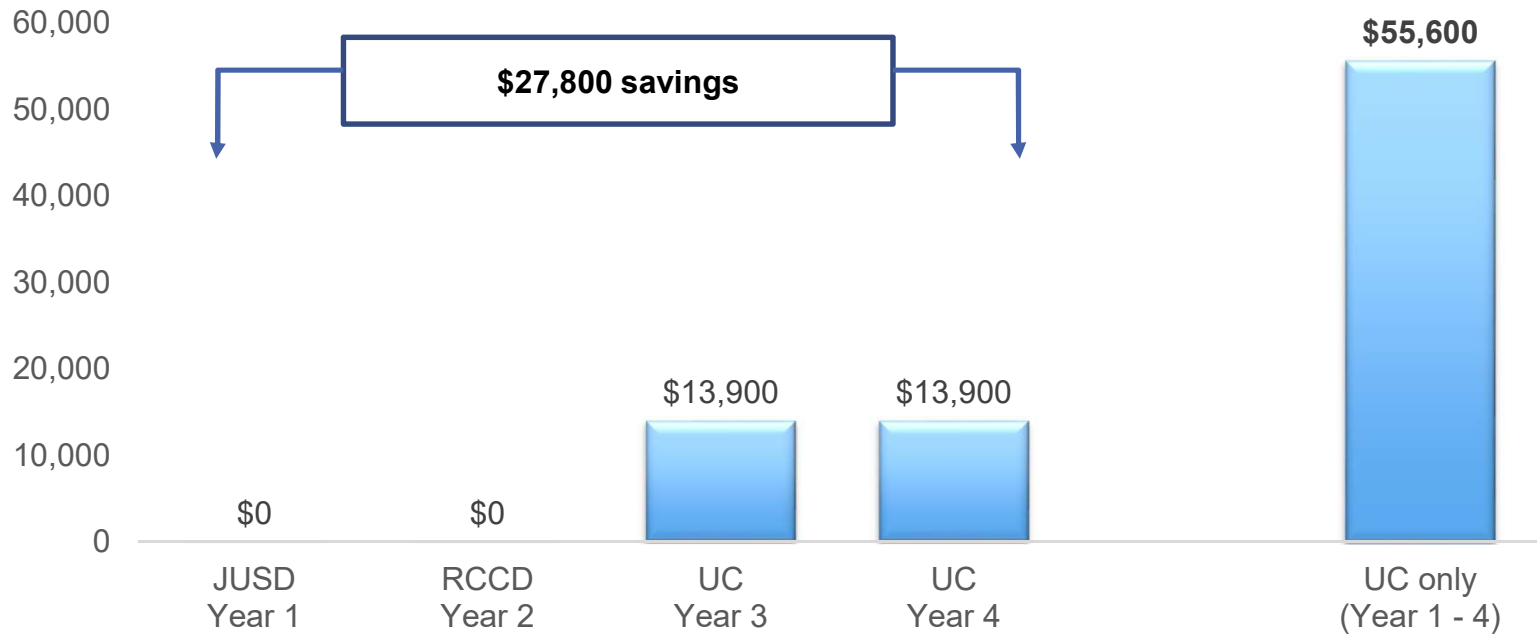 60,000
50,000
40,000
30,000
20,000
10,000
0
$27,800 savings
$0
$0
$13,900
$13,900
$55,600
JUSD
Year 1
RCCD
Year 2
UC
Year 3
UC
Year 4
UC only
(Year 1 - 4)